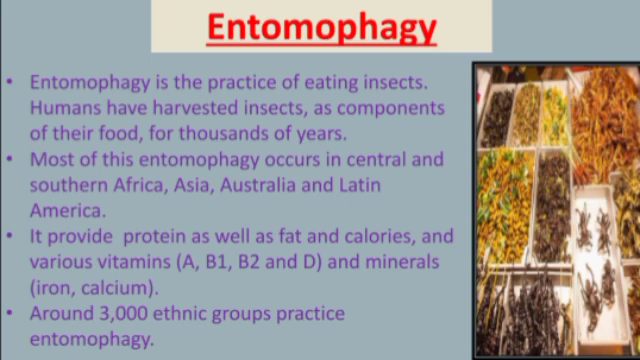 Entomophagy
• Entomophagy is the practice of eating insects.
Humans have harvested insects, as components
of their food, for thousands of years.
• Most of this entomophagy occurs in central and
southern Africa, Asia, Australia and Latin
America.
• It provide  protein as well as fat and calories, and
various vitamins (A, B1, B2 and D) and minerals
(iron, calcium).
• Around 3,000 ethnic groups practice
entomophagy.